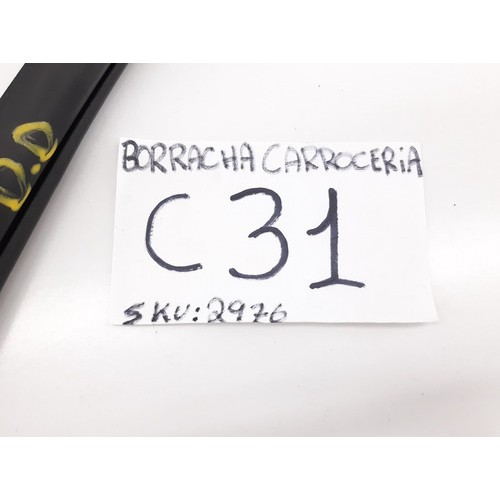 D.D
BORRACHA CARROCERiA
C31
SKU:2976